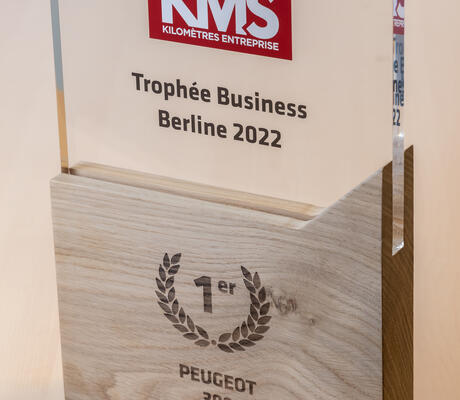 KMS
KILOMÈTRES ENTREPRISE
Trophée Business
Berline 2022
1er
PEUGEOT